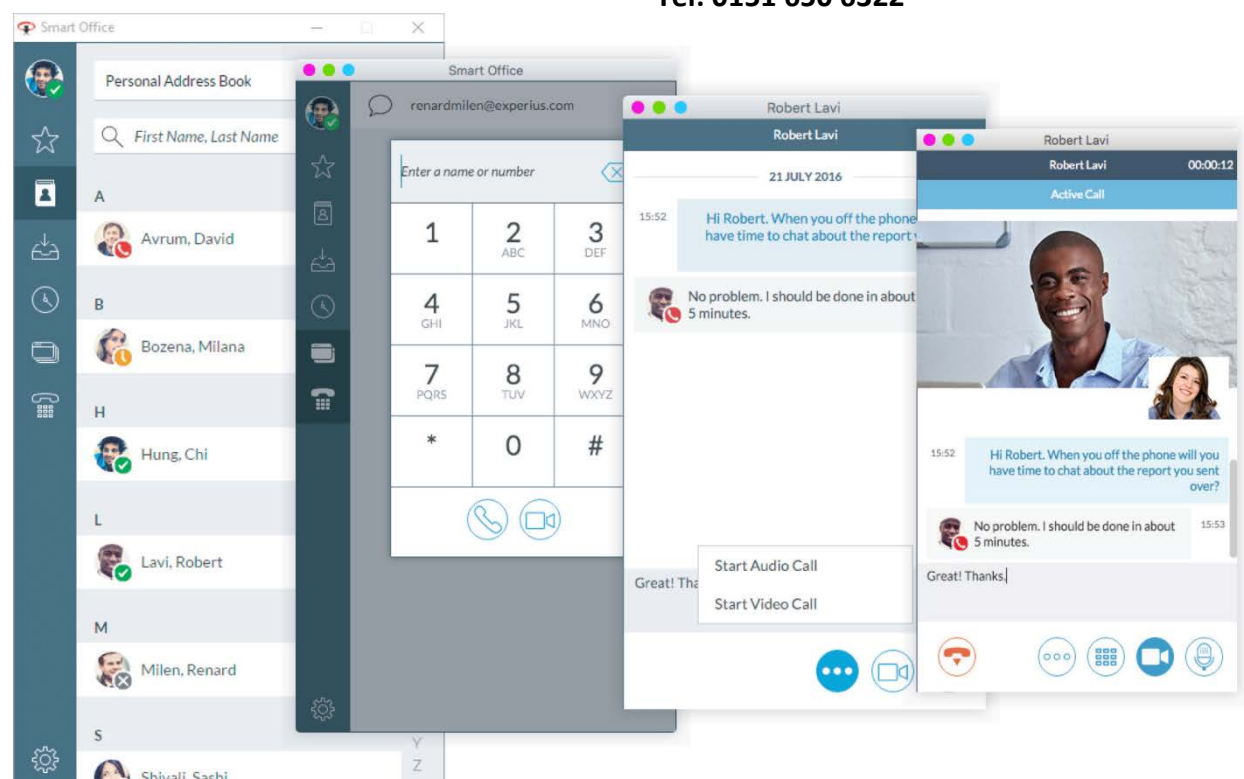 Tel: 0151 630 6322
Smart Office
Personal Address Book
First Name, Last Name
A
Avrum, David
B
Bozena, Milana
H
Hung, Chi
L
Lavi, Robert
M
Milen, Renard
S
Shivali, Sashi
Y
Z
Smart Office
renardmilen@experius.com
Enter a name or number
1 2 3
ABC DEF
4 5 6
GHI JKL MNO
7 8 9
PQRS TUV WXYZ
* 0 #
Robert Lavi
Robert Lavi
21 JULY 2016
15:52 Hi Robert. When you off the phone
have time to chat about the report
No problem. I should be done in about
5 minutes.
Start Audio Call
Great! Tha
Start Video Call
Robert Lavi
Robert Lavi 00:00:12
Active Call
15:52 Hi Robert. When you off the phone will you
have time to chat about the report you sent
over?
No problem. I should be done in about 15:53
5 minutes.
Great! Thanks.